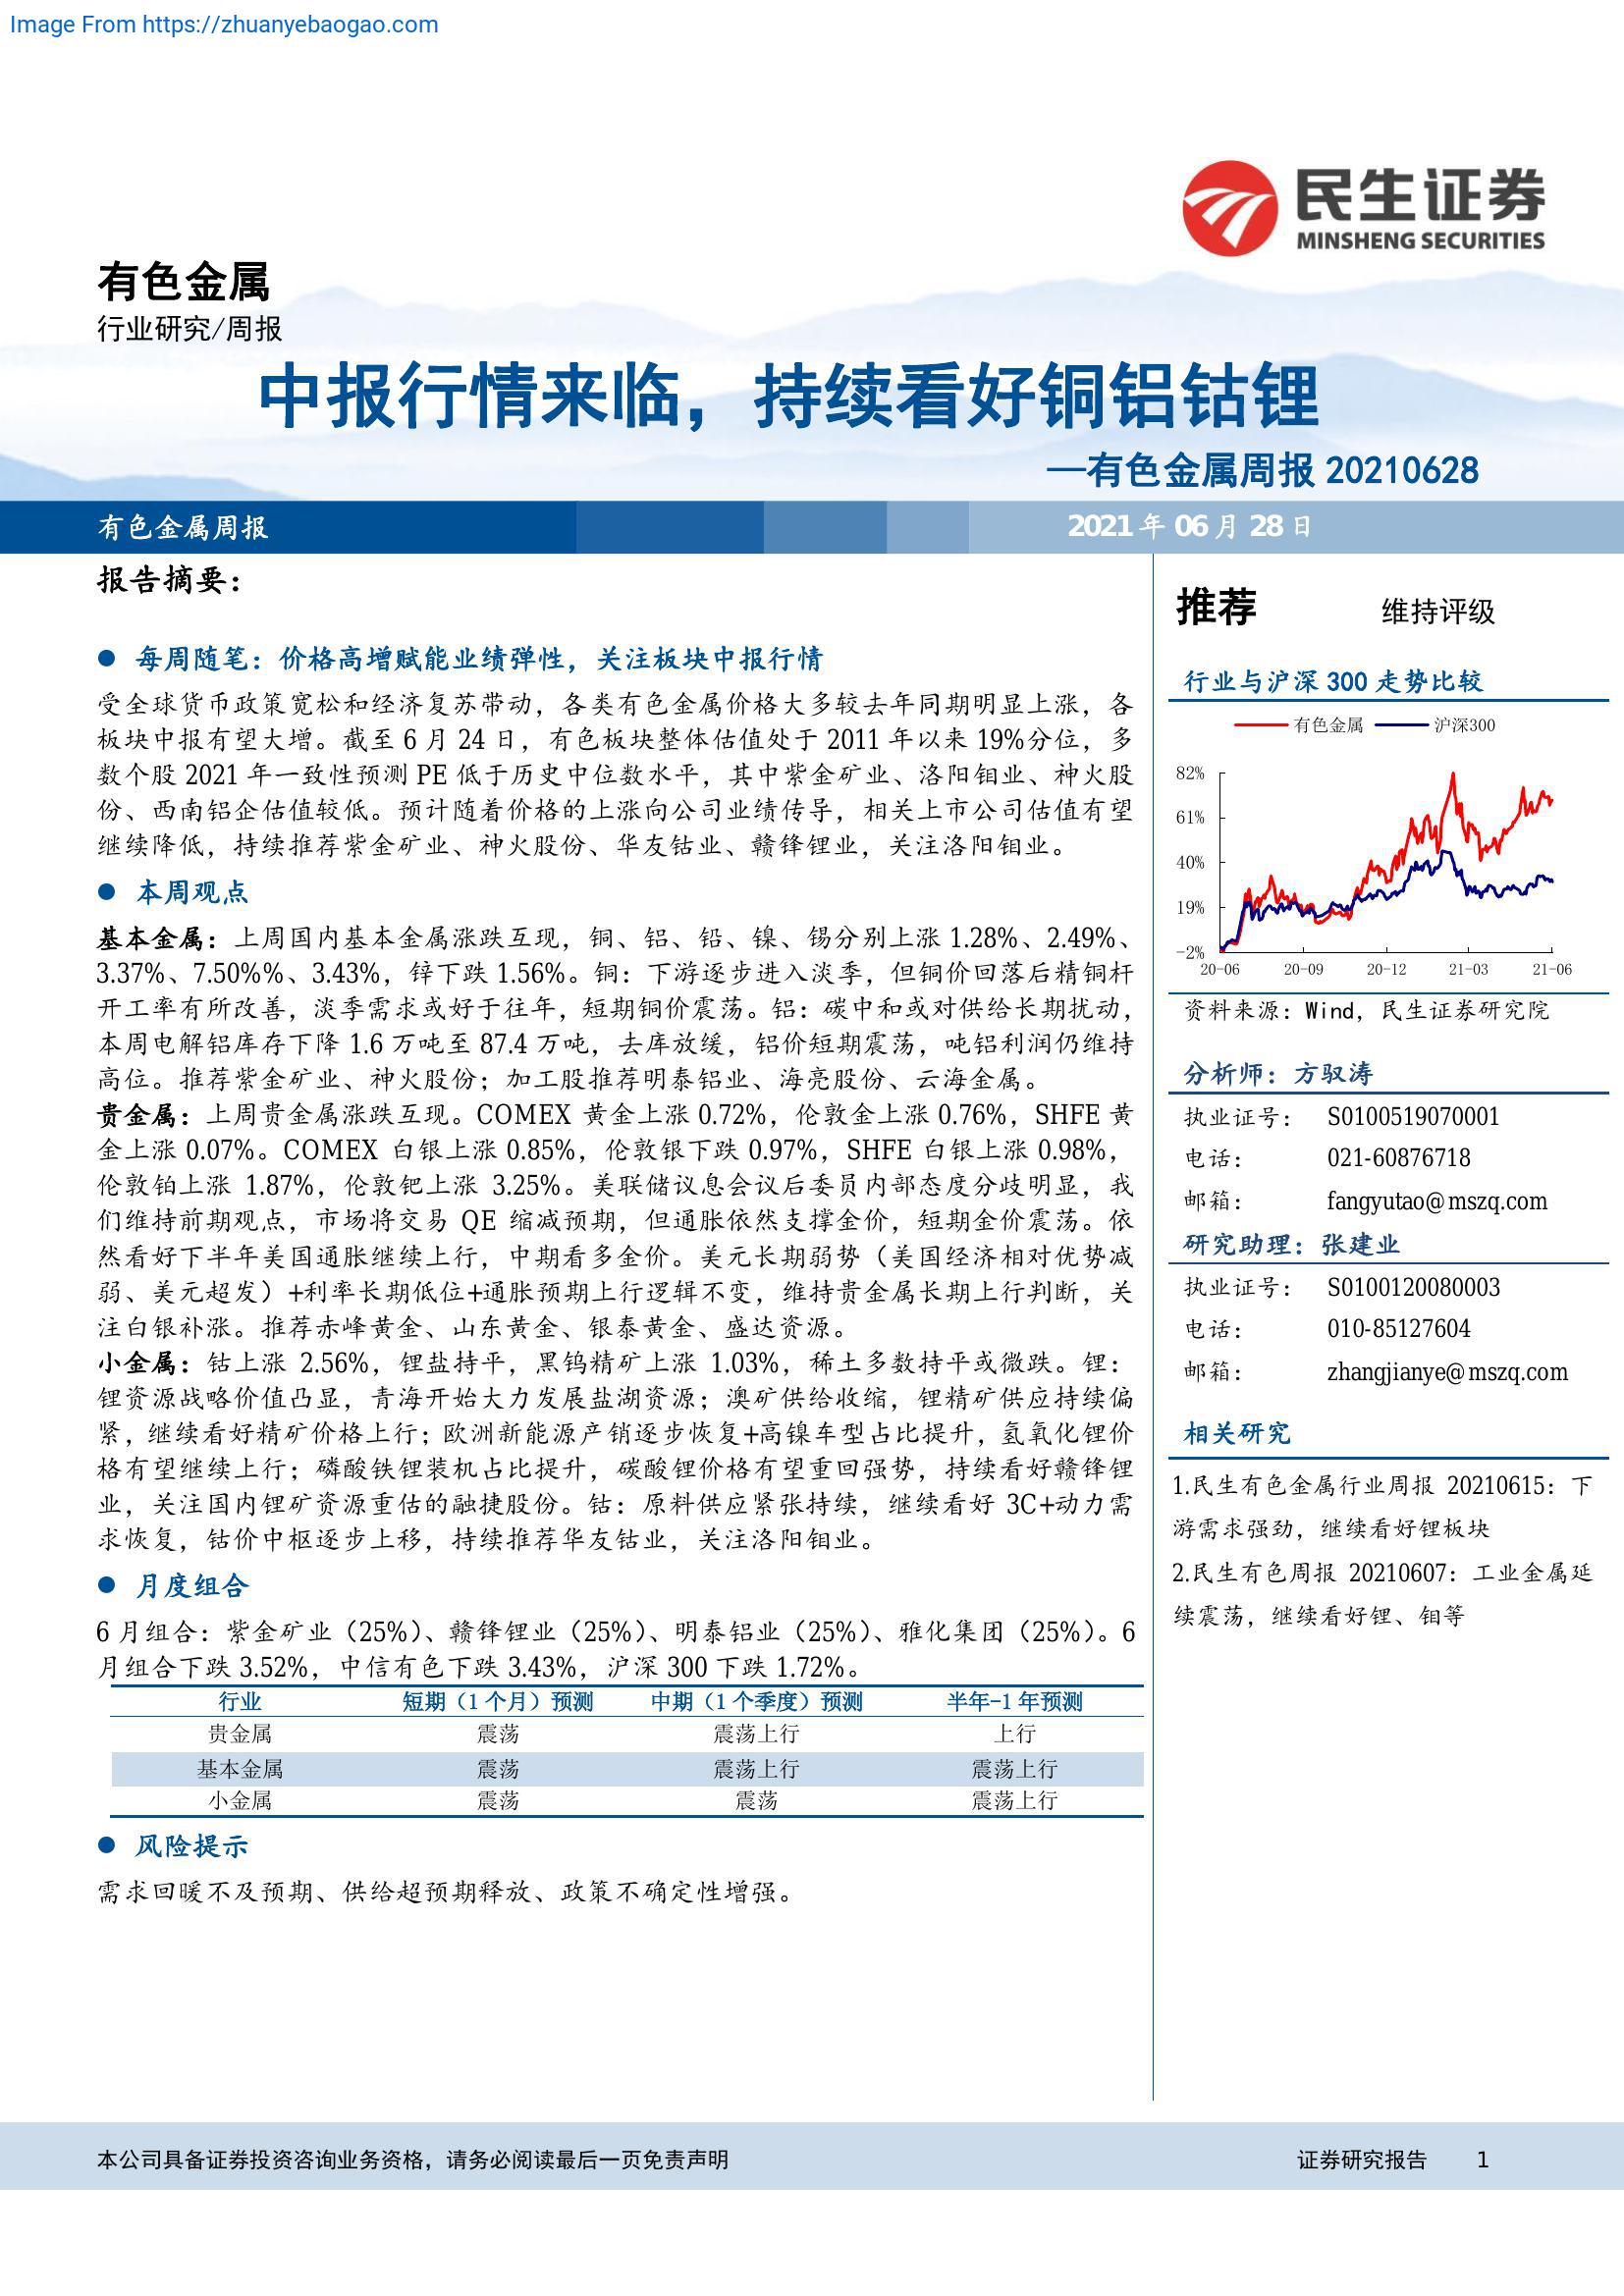 Image From https://zhuanyebaogao.com
民生证券
MINSHENG SECURITIES
有色金属
行业研究/周报
中报行情来临，持续看好铜铝钴锂
—有色金属周报 20210628
有色金属周报
2021 年 06 月 28 日
报告摘要：
● 每周随笔：价格高增赋能业绩弹性，关注板块中报行情
受全球货币政策宽松和经济复苏带动，各类有色金属价格大多较去年同期明显上涨，各
板块中报有望大增。截至 6 月 24 日，有色板块整体估值处于 2011 年以来 19%分位，多
数个股 2021 年一致性预测 PE 低于历史中位数水平，其中紫金矿业、洛阳钼业、神火股
份、西南铝企估值较低。预计随着价格的上涨向公司业绩传导，相关上市公司估值有望
继续降低，持续推荐紫金矿业、神火股份、华友钴业、赣锋锂业，关注洛阳钼业。
● 本周观点
基本金属：上周国内基本金属涨跌互现，铜、铝、铅、镍、锡分别上涨 1.28%、2.49%、
3.37%、7.50%%、3.43%，锌下跌 1.56%。铜：下游逐步进入淡季，但铜价回落后精铜杆
开工率有所改善，淡季需求或好于往年，短期铜价震荡。铝：碳中和或对供给长期扰动，
本周电解铝库存下降 1.6 万吨至 87.4 万吨，去库放缓，铝价短期震荡，吨铝利润仍维持
高位。推荐紫金矿业、神火股份；加工股推荐明泰铝业、海亮股份、云海金属。
贵金属：上周贵金属涨跌互现。COMEX 黄金上涨 0.72%，伦敦金上涨 0.76%，SHFE 黄
金上涨 0.07%。COMEX 白银上涨 0.85%，伦敦银下跌 0.97%，SHFE 白银上涨 0.98%，
伦敦铂上涨 1.87%，伦敦钯上涨 3.25%。美联储议息会议后委员内部态度分歧明显，我
们维持前期观点，市场将交易 QE 缩减预期，但通胀依然支撑金价，短期金价震荡。依
然看好下半年美国通胀继续上行，中期看多金价。美元长期弱势（美国经济相对优势减
弱、美元超发）+利率长期低位+通胀预期上行逻辑不变，维持贵金属长期上行判断，关
注白银补涨。推荐赤峰黄金、山东黄金、银泰黄金、盛达资源。
小金属：钴上涨 2.56%，锂盐持平，黑钨精矿上涨 1.03%，稀土多数持平或微跌。锂：
锂资源战略价值凸显，青海开始大力发展盐湖资源；澳矿供给收缩，锂精矿供应持续偏
紧，继续看好精矿价格上行；欧洲新能源产销逐步恢复+高镍车型占比提升，氢氧化锂价
格有望继续上行；磷酸铁锂装机占比提升，碳酸锂价格有望重回强势，持续看好赣锋锂
业，关注国内锂矿资源重估的融捷股份。钴：原料供应紧张持续，继续看好 3C+动力需
求恢复，钴价中枢逐步上移，持续推荐华友钴业，关注洛阳钼业。
● 月度组合
6 月组合：紫金矿业（25%）、赣锋锂业（25%）、明泰铝业（25%）、雅化集团（25%）。6
月组合下跌 3.52%，中信有色下跌 3.43%，沪深 300 下跌 1.72%。
行业 短期（1 个月）预测 中期（1 个季度）预测 半年-1 年预测
贵金属 震荡 震荡上行 上行
基本金属 震荡 震荡上行 震荡上行
小金属 震荡 震荡 震荡上行
● 风险提示
需求回暖不及预期、供给超预期释放、政策不确定性增强。
推荐 维持评级
行业与沪深 300 走势比较
有色金属 沪深300
82%
61%
40%
19%
-2%
20-06 20-09 20-12 21-03 21-06
资料来源：Wind，民生证券研究院
分析师：方驭涛
执业证号： S0100519070001
电话： 021-60876718
邮箱： fangyutao@mszq.com
研究助理：张建业
执业证号： S0100120080003
电话： 010-85127604
邮箱： zhangjianye@mszq.com
相关研究
1.民生有色金属行业周报 20210615：下
游需求强劲，继续看好锂板块
2.民生有色周报 20210607：工业金属延
续震荡，继续看好锂、钼等
本公司具备证券投资咨询业务资格，请务必阅读最后一页免责声明
证券研究报告 1